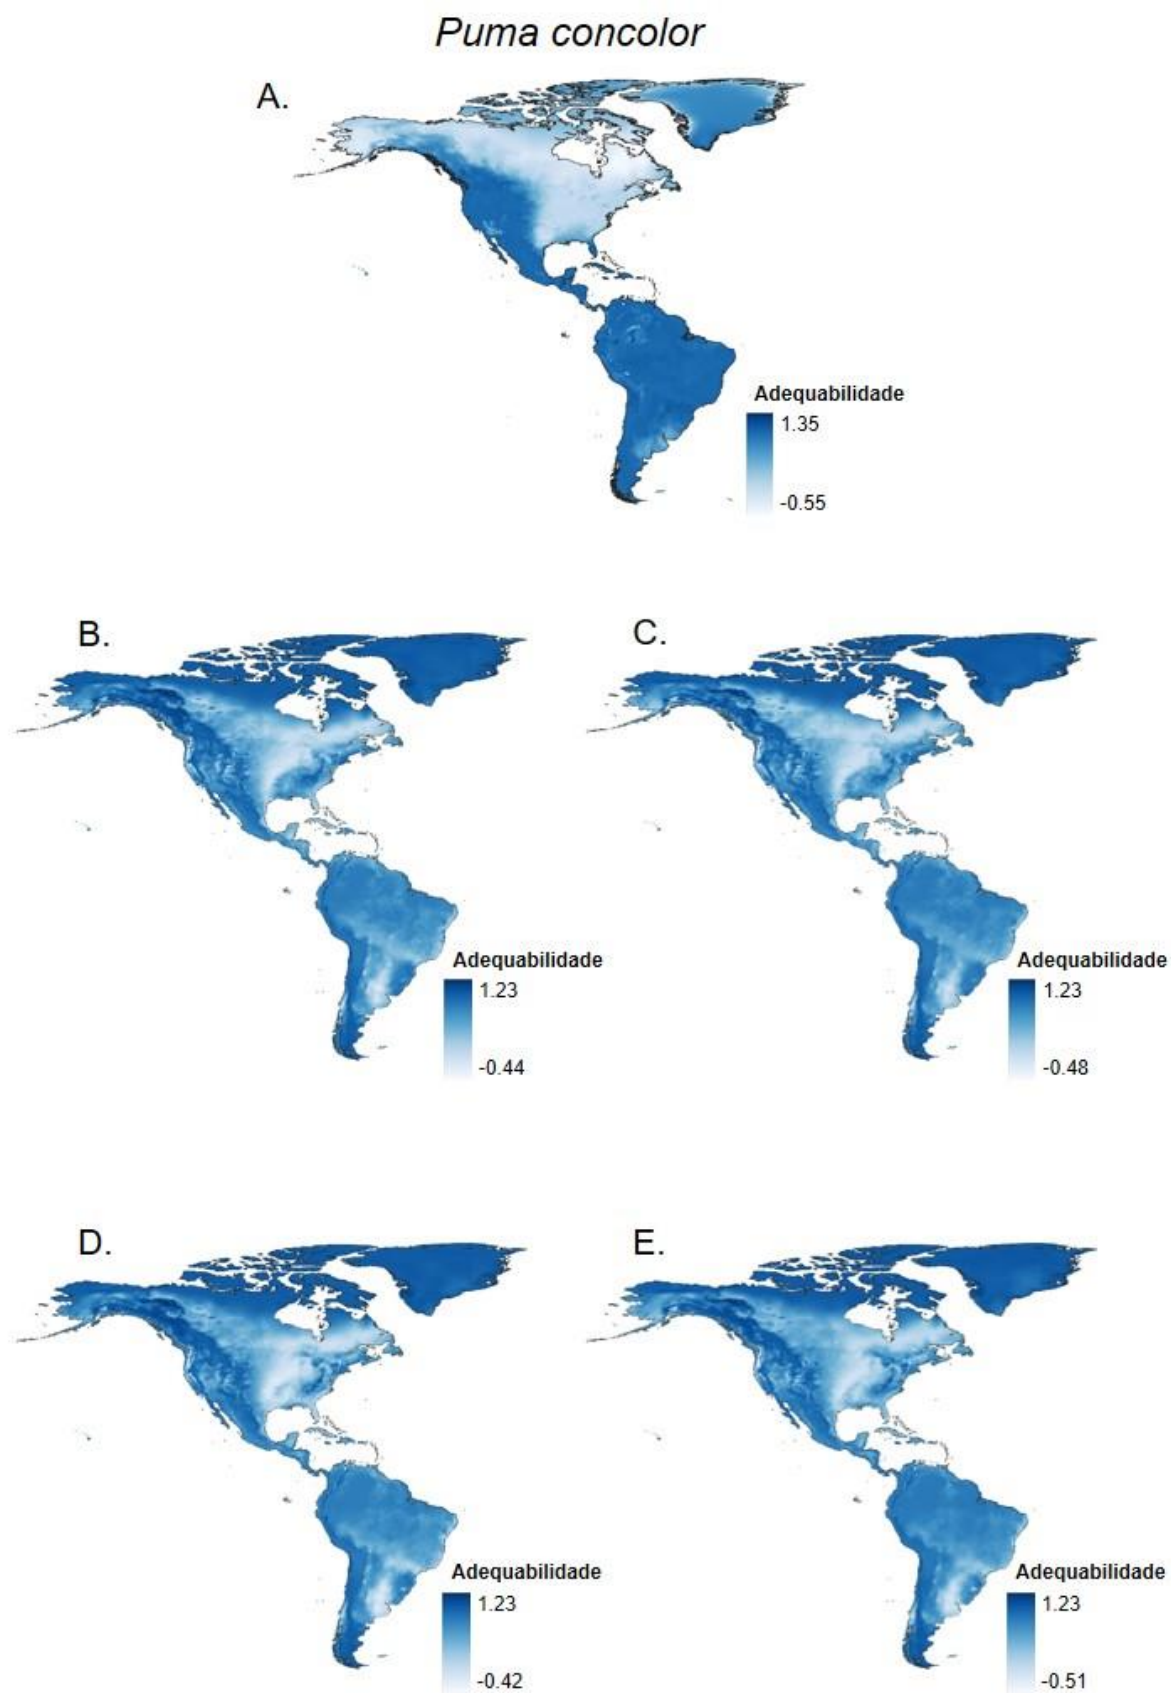 Puma concolor
A.
Adequabilidade
1.35
-0.55
B.
C.
Adequabilidade
1.23
-0.44
Adequabilidade
1.23
-0.48
D.
E.
Adequabilidade
1.23
-0.42
Adequabilidade
1.23
-0.51